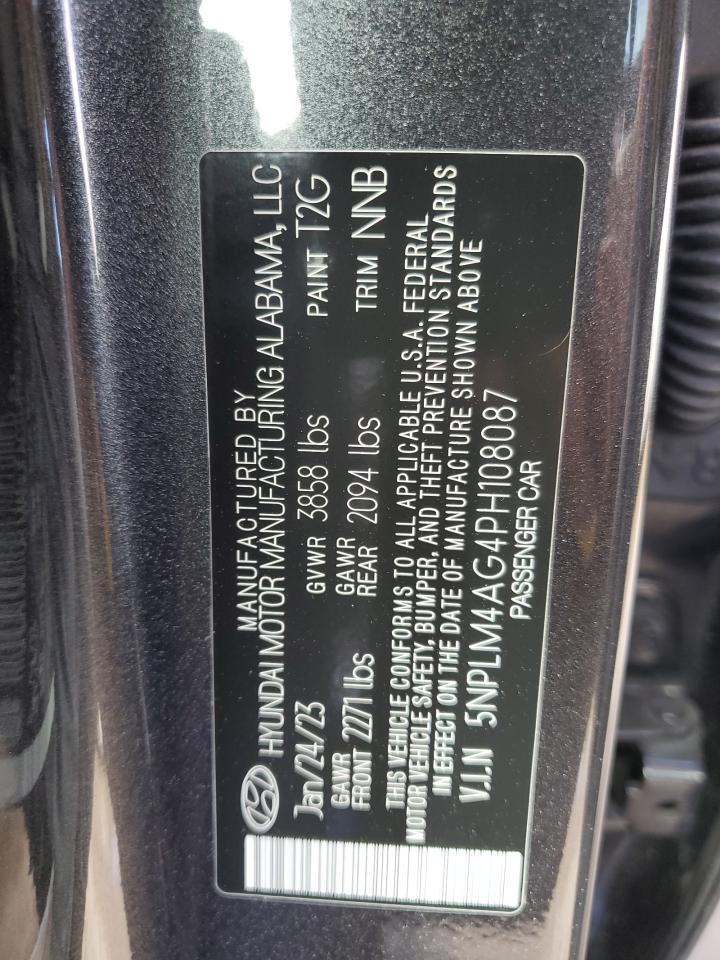 MANUFACTURED BY
HYUNDAI MOTOR MANUFACTURING ALABAMA, LLC
Jan/24/23 GVWR 3858 lbs PAINT T2G
GAWR FRONT 2271 lbs GAWR REAR 2094 lbs TRIM NNB
THIS VEHICLE CONFORMS TO ALL APPLICABLE U.S.A. FEDERAL
MOTOR VEHICLE SAFETY, BUMPER, AND THEFT PREVENTION STANDARDS
IN EFFECT ON THE DATE OF MANUFACTURE SHOWN ABOVE
V.I.N 5NPLM4AG4PH108087
PASSENGER CAR